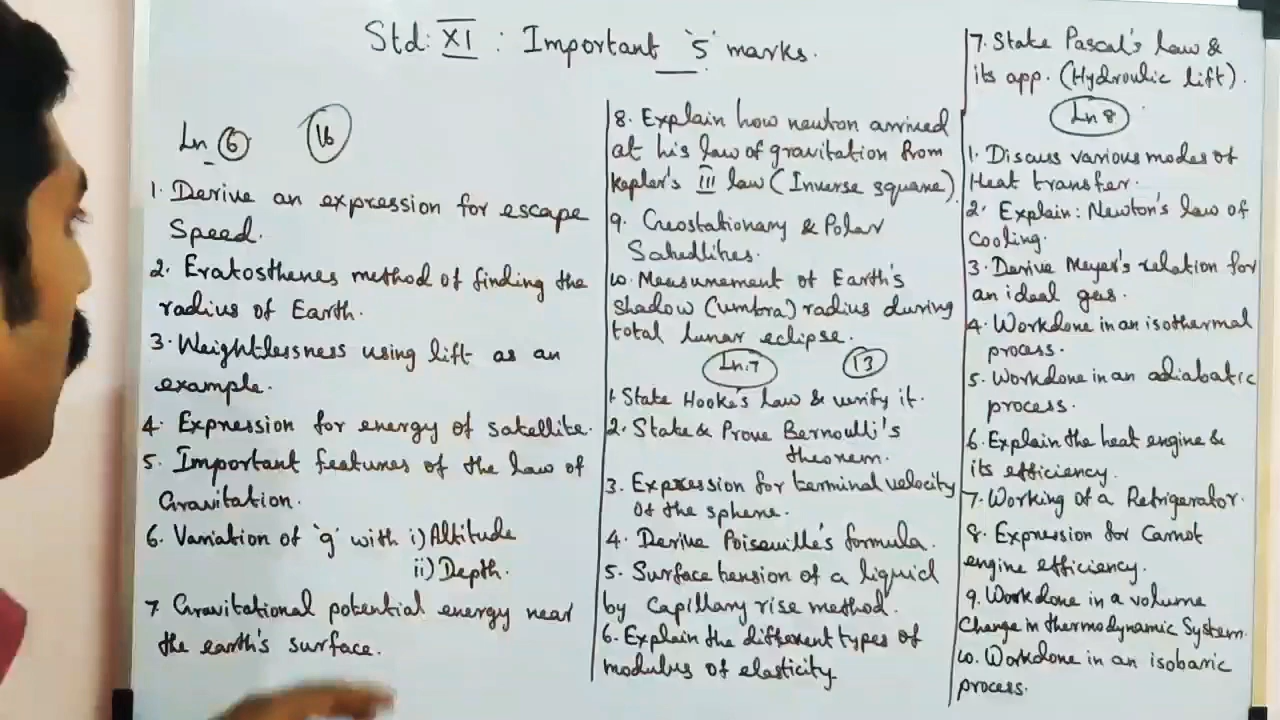 Std: XI : Important '5' marks.
Ln 6 16
1. Derive an expression for escape
Speed.
2. Eratosthenes method of finding the
radius of Earth.
3. Weightlessness using lift as an
example.
4. Expression for energy of satellite.
5. Important features of the law of
Gravitation.
6. Variation of 'g' with i) Altitude
ii) Depth.
7. Gravitational potential energy near
the earth's surface.
8. Explain how newton arrived
at his law of gravitation from
Kepler's III law (Inverse square).
9. Geostationary & Polar
Satellites.
10. Measurement of Earth's
shadow (umbra) radius during
total lunar eclipse.
Ln.7 13
1. State Hooke's Law & verify it.
2. State & Prove Bernoulli's
theorem.
3. Expression for terminal velocity
of the sphere.
4. Derive Poiseuille's formula.
5. Surface tension of a liquid
by Capillary rise method.
6. Explain the different types of
modulus of elasticity.
7. State Pascal's law &
its app. (Hydraulic lift).
Ln 8
1. Discuss various modes of
Heat transfer.
2. Explain: Newton's law of
Cooling.
3. Derive Meyer's relation for
an ideal gas.
4. Workdone in an isothermal
process.
5. Workdone in an adiabatic
process.
6. Explain the heat engine &
its efficiency.
7. Working of a Refrigerator.
8. Expression for Carnot
engine efficiency.
9. Workdone in a volume
Change in thermodynamic System.
10. Workdone in an isobaric
process.